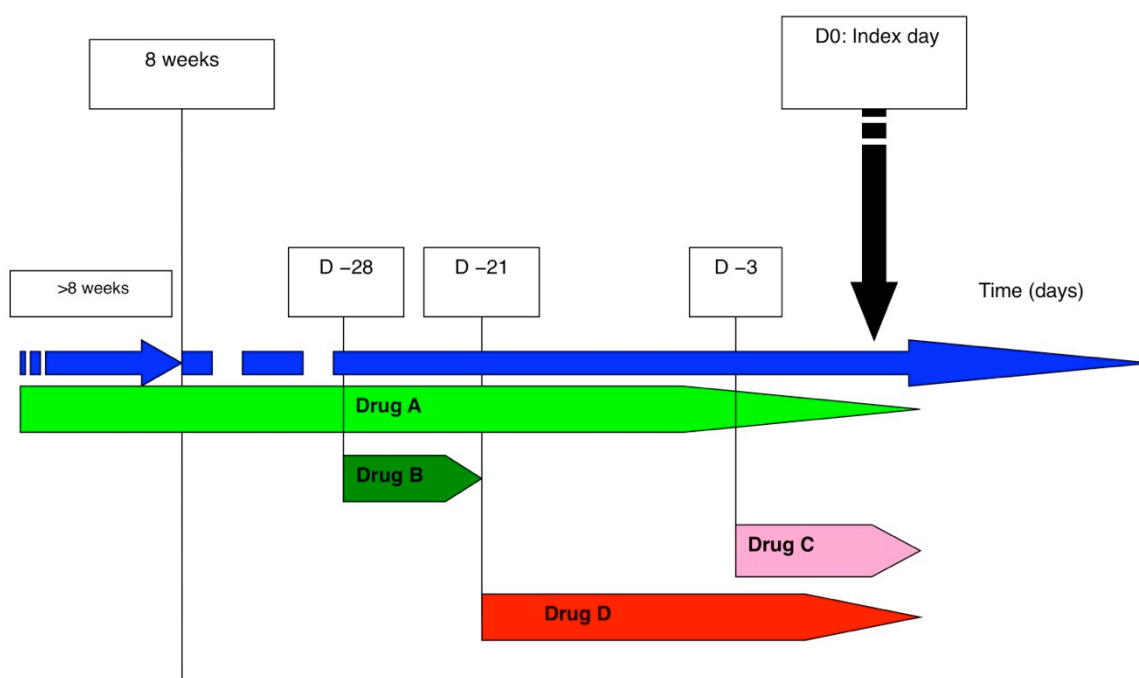 8 weeks
D0: Index day
D −28
D −21
D −3
>8 weeks
Time (days)
Drug A
Drug B
Drug C
Drug D